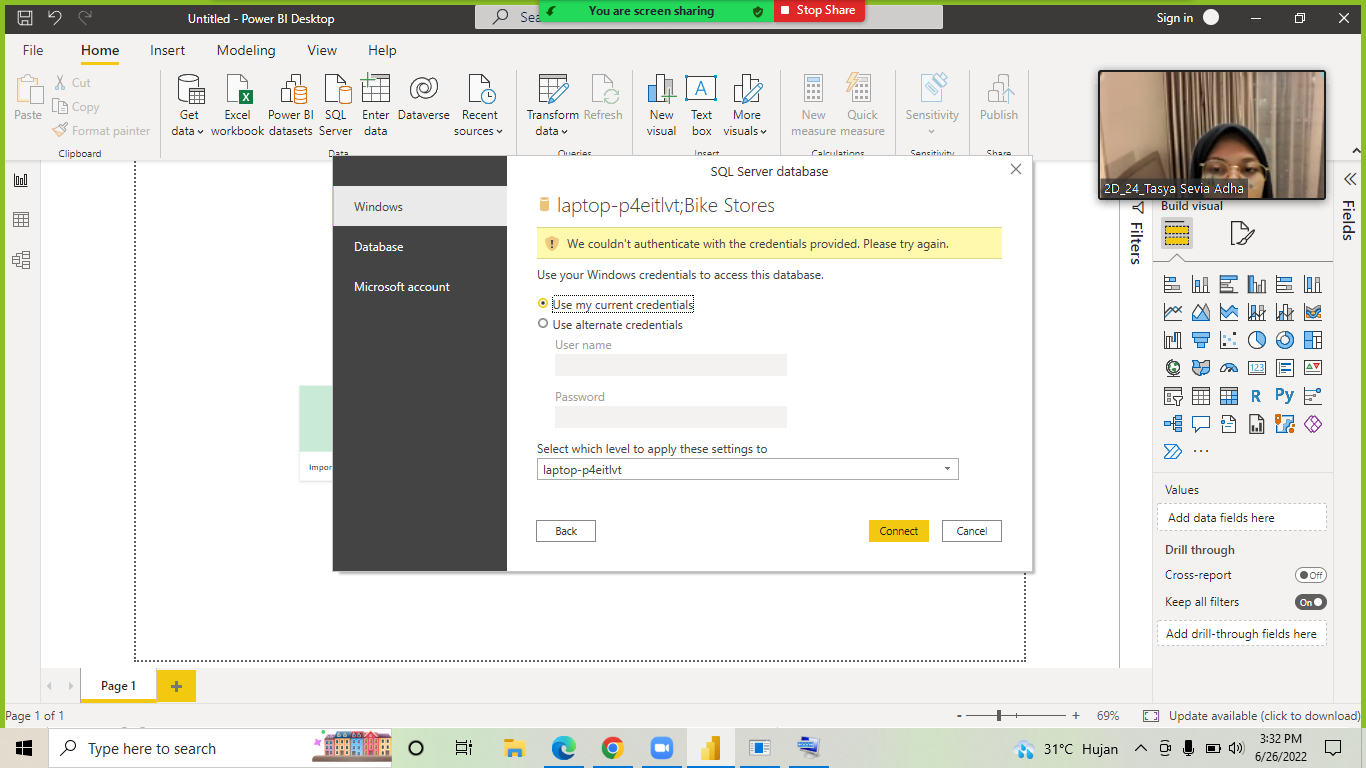 Untitled - Power BI Desktop
Sea
You are screen sharing
Stop Share
Sign in
File
Home
Insert
Modeling
View
Help
Paste
Cut
Copy
Format painter
Clipboard
Get data
Excel workbook
Power BI datasets
SQL Server
Enter data
Dataverse
Recent sources
Data
Transform data
Refresh
Queries
New visual
Text box
More visuals
Insert
New measure
Quick measure
Calculations
Sensitivity
Sensitivity
Publish
Share
2D_24_Tasya Sevia Adha
SQL Server database
Windows
Database
Microsoft account
laptop-p4eitlvt;Bike Stores
We couldn't authenticate with the credentials provided. Please try again.
Use your Windows credentials to access this database.
Use my current credentials
Use alternate credentials
User name
Password
Select which level to apply these settings to
laptop-p4eitlvt
Back
Connect
Cancel
Impor
Filters
Build visual
Fields
123
R
Py
Values
Add data fields here
Drill through
Cross-report
Off
Keep all filters
On
Add drill-through fields here
Page 1
Page 1 of 1
- + 69%
Update available (click to download)
Type here to search
31°C Hujan
3:32 PM
6/26/2022